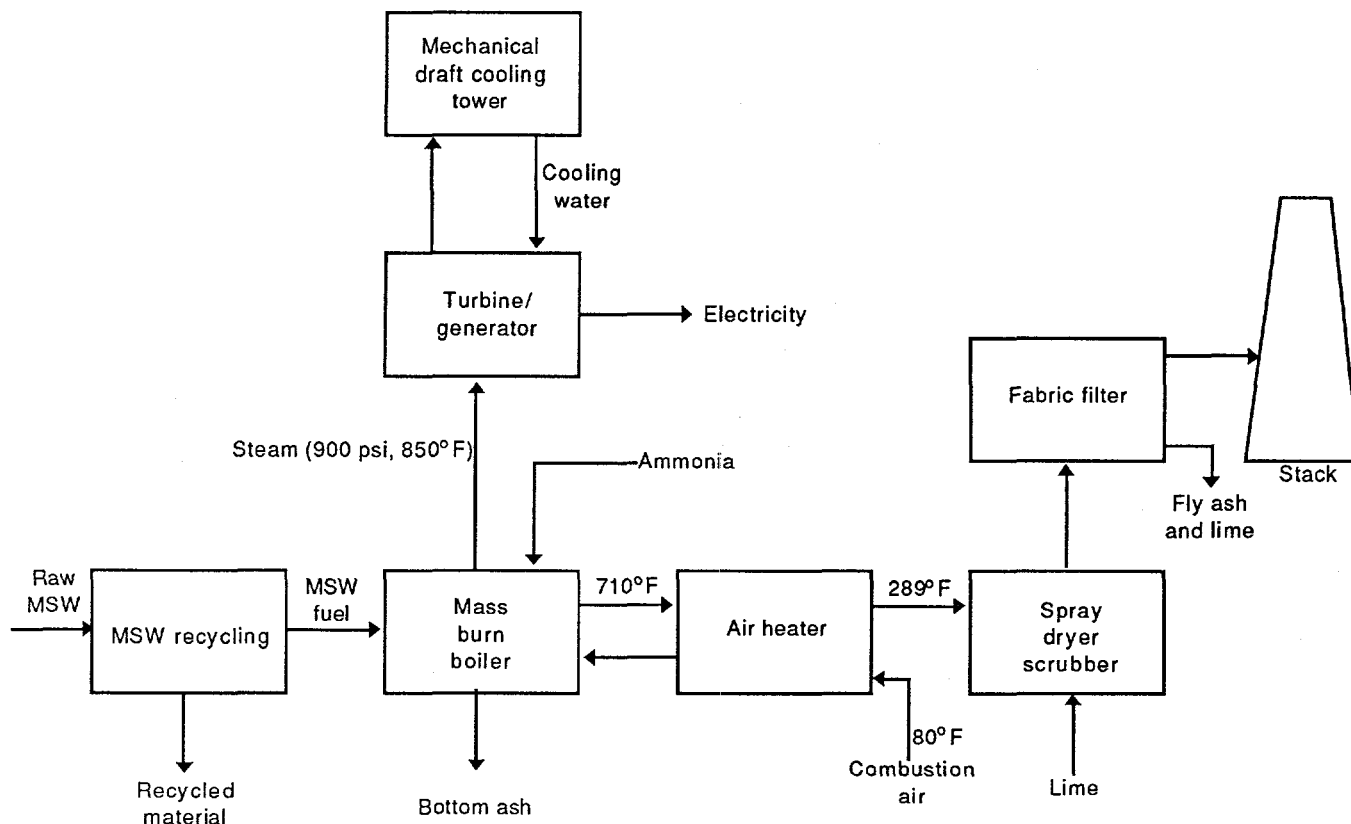 Mechanical
draft cooling
tower
Cooling
water
Turbine/
generator
Electricity
Fabric filter
Steam (900 psi, 850°F)
Ammonia
Stack
Fly ash
and lime
Raw
MSW
MSW recycling
MSW
fuel
Mass
burn
boiler
710°F
Air heater
289°F
Spray
dryer
scrubber
80°F
Combustion
air
Lime
Recycled
material
Bottom ash